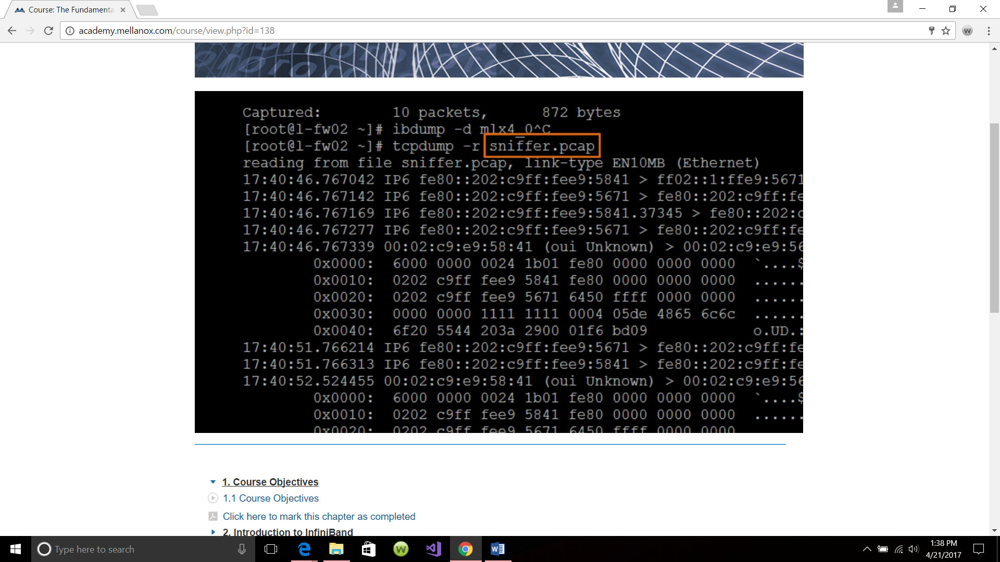 Course: The Fundamenta
academy.mellanox.com/course/view.php?id=138
Captured: 10 packets, 872 bytes
[root@l-fw02 ~]# ibdump -d mlx4_0^C
[root@l-fw02 ~]# tcpdump -r sniffer.pcap
reading from file sniffer.pcap, link-type EN10MB (Ethernet)
17:40:46.767042 IP6 fe80::202:c9ff:fee9:5841 > ff02::1:ffe9:5671
17:40:46.767142 IP6 fe80::202:c9ff:fee9:5671 > fe80::202:c9ff:fe
17:40:46.767169 IP6 fe80::202:c9ff:fee9:5841.37345 > fe80::202:c
17:40:46.767277 IP6 fe80::202:c9ff:fee9:5671 > fe80::202:c9ff:fe
17:40:46.767339 00:02:c9:e9:58:41 (oui Unknown) > 00:02:c9:e9:56
0x0000: 6000 0000 0024 1b01 fe80 0000 0000 0000 `....$
0x0010: 0202 c9ff fee9 5841 fe80 0000 0000 0000 ......
0x0020: 0202 c9ff fee9 5671 6450 ffff 0000 0000 ......
0x0030: 0000 0000 1111 1111 0004 05de 4865 6c6c ......
0x0040: 6f20 5544 203a 2900 01f6 bd09 o.UD.:
17:40:51.766214 IP6 fe80::202:c9ff:fee9:5671 > fe80::202:c9ff:fe
17:40:51.766313 IP6 fe80::202:c9ff:fee9:5841 > fe80::202:c9ff:fe
17:40:52.524455 00:02:c9:e9:58:41 (oui Unknown) > 00:02:c9:e9:56
0x0000: 6000 0000 0024 1b01 fe80 0000 0000 0000 `....$
0x0010: 0202 c9ff fee9 5841 fe80 0000 0000 0000 ......
0x0020: 0202 c9ff fee9 5671 6450 ffff 0000 0000
1. Course Objectives
1.1 Course Objectives
Click here to mark this chapter as completed
2. Introduction to InfiniBand
Type here to search
1:38 PM
4/21/2017